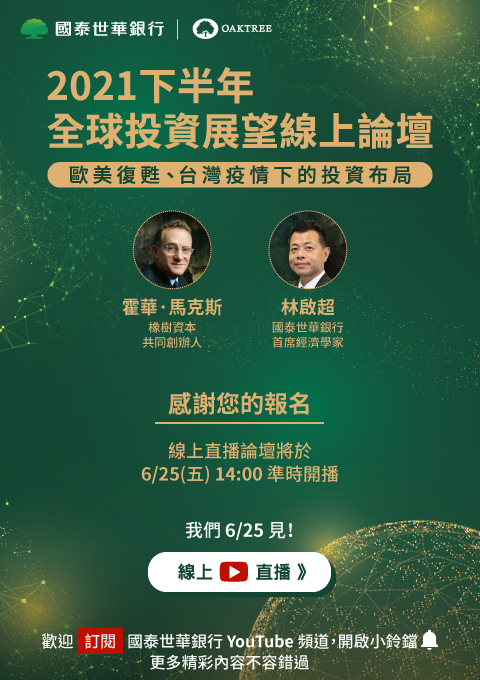 國泰世華銀行 OAKTREE
2021下半年
全球投資展望線上論壇
歐美復甦、台灣疫情下的投資布局
霍華·馬克斯 林啟超
橡樹資本 國泰世華銀行
共同創辦人 首席經濟學家
感謝您的報名
線上直播論壇將於
6/25(五) 14:00 準時開播
我們 6/25 見!
線上 直播 》
歡迎 訂閱 國泰世華銀行 YouTube 頻道,開啟小鈴鐺
更多精彩內容不容錯過